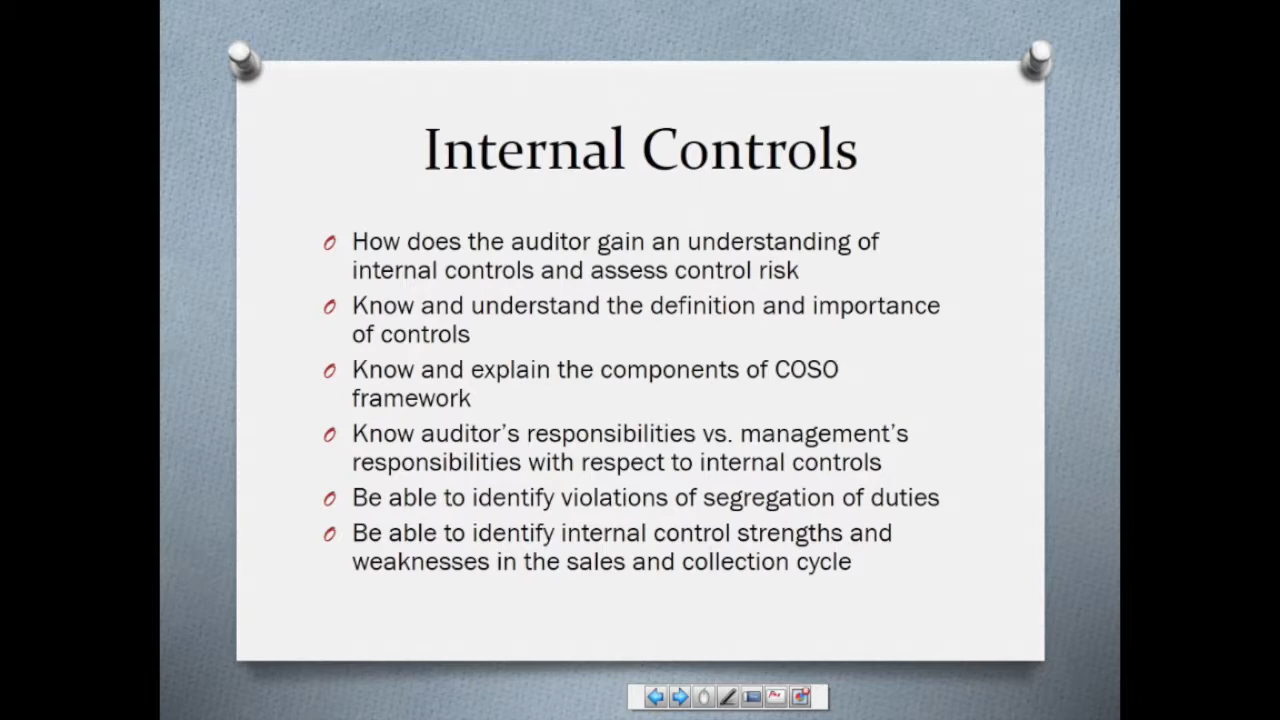 Internal Controls
How does the auditor gain an understanding of
internal controls and assess control risk
Know and understand the definition and importance
of controls
Know and explain the components of COSO
framework
Know auditor’s responsibilities vs. management’s
responsibilities with respect to internal controls
Be able to identify violations of segregation of duties
Be able to identify internal control strengths and
weaknesses in the sales and collection cycle